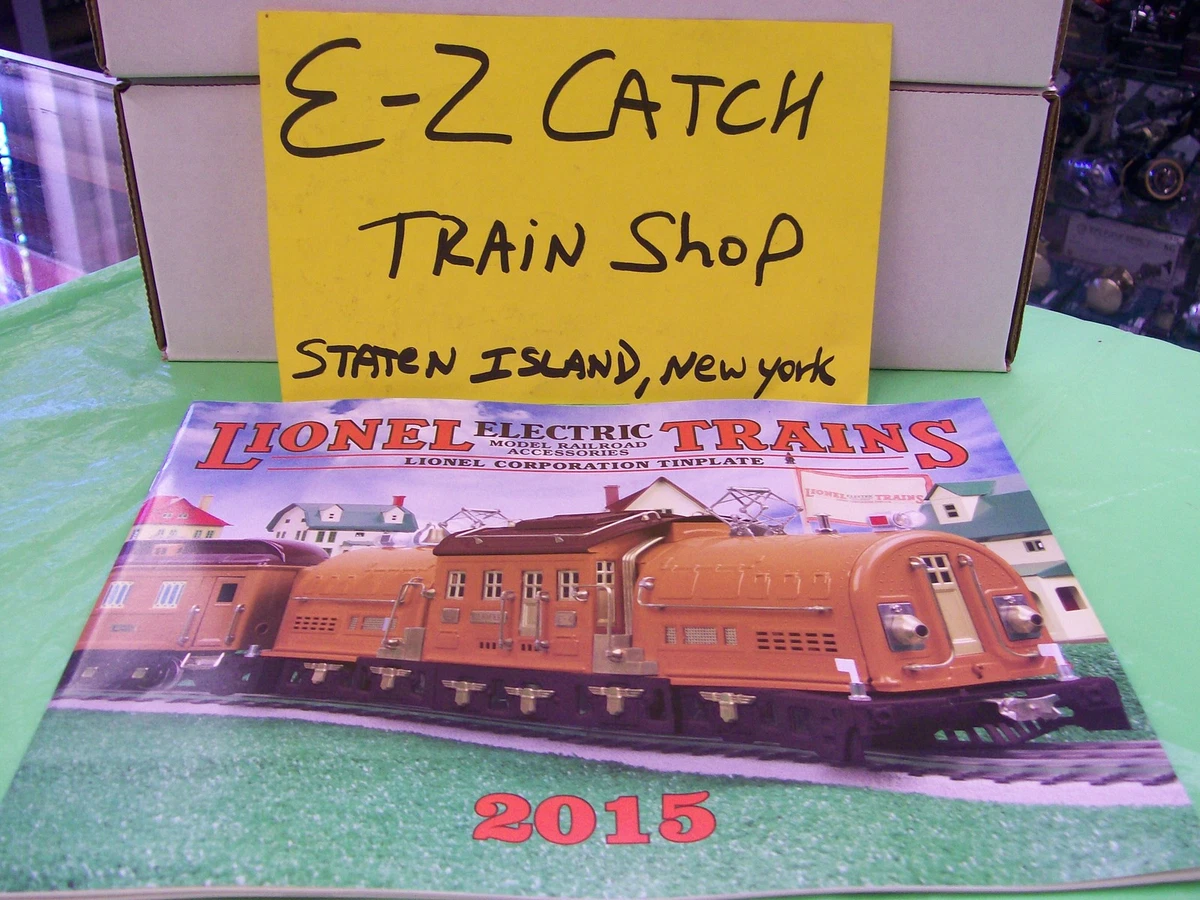 E-Z CATCH
TRAiN Shop
STATEN ISLAND, New york
LIONEL ELECTRIC TRAINS
MODEL RAILROAD
ACCESSORIES
LIONEL CORPORATION TINPLATE
LIONEL TRAINS
2015